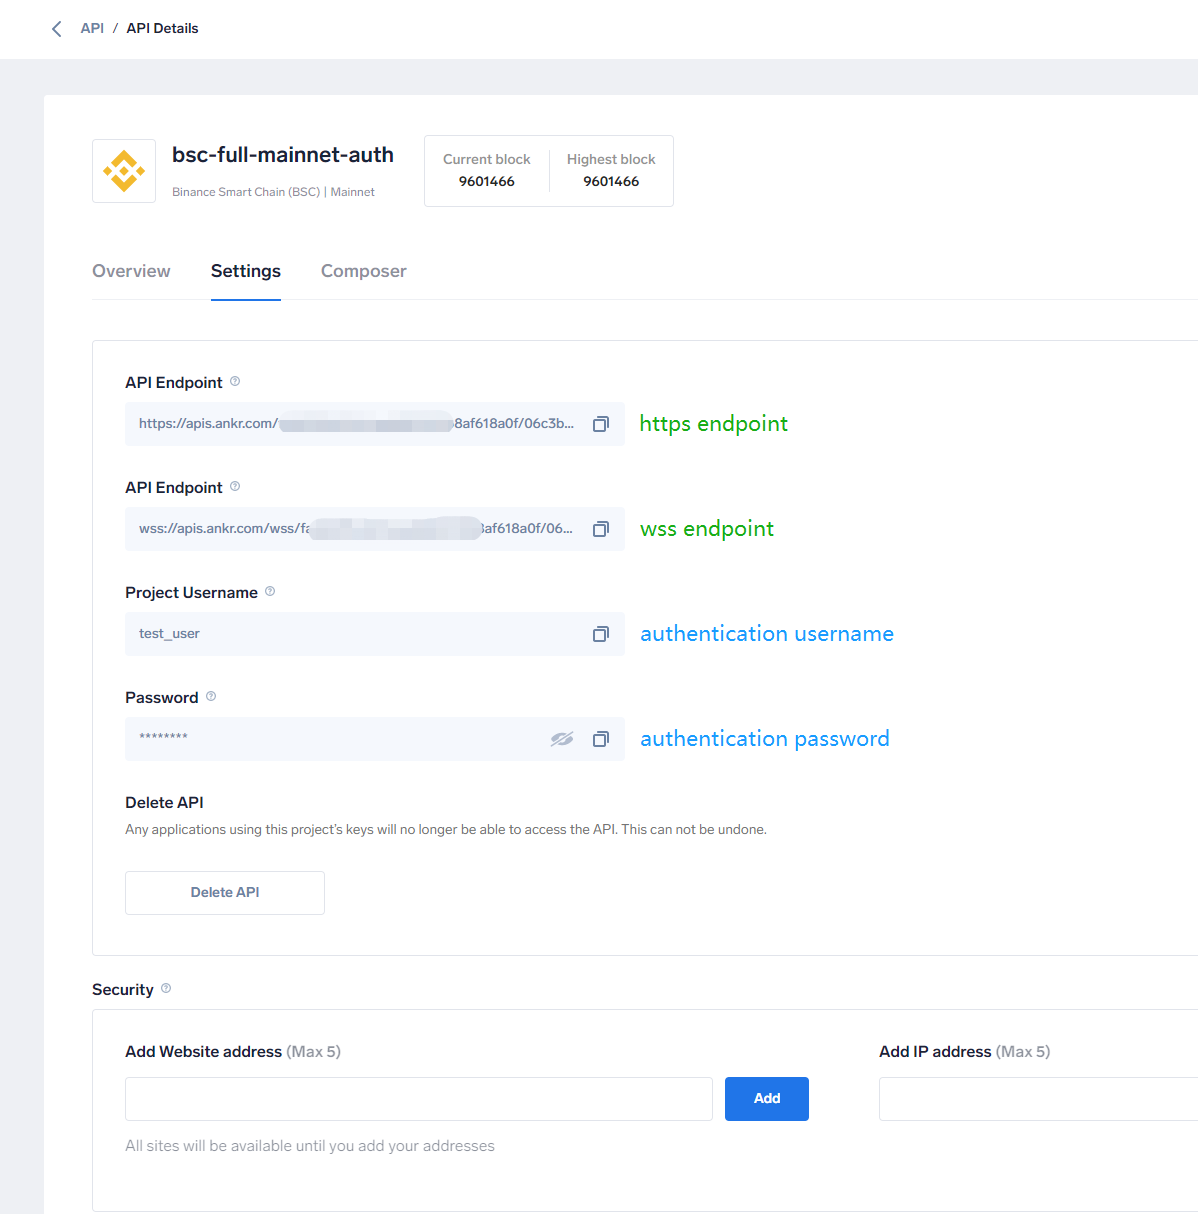 API / API Details
bsc-full-mainnet-auth
Binance Smart Chain (BSC) | Mainnet
Current block
9601466
Highest block
9601466
Overview
Settings
Composer
API Endpoint
https://apis.ankr.com/ 8af618a0f/06c3b...
https endpoint
API Endpoint
wss://apis.ankr.com/wss/fa af618a0f/06...
wss endpoint
Project Username
test_user
authentication username
Password
********
authentication password
Delete API
Any applications using this project's keys will no longer be able to access the API. This can not be undone.
Delete API
Security
Add Website address (Max 5)
Add IP address (Max 5)
Add
All sites will be available until you add your addresses